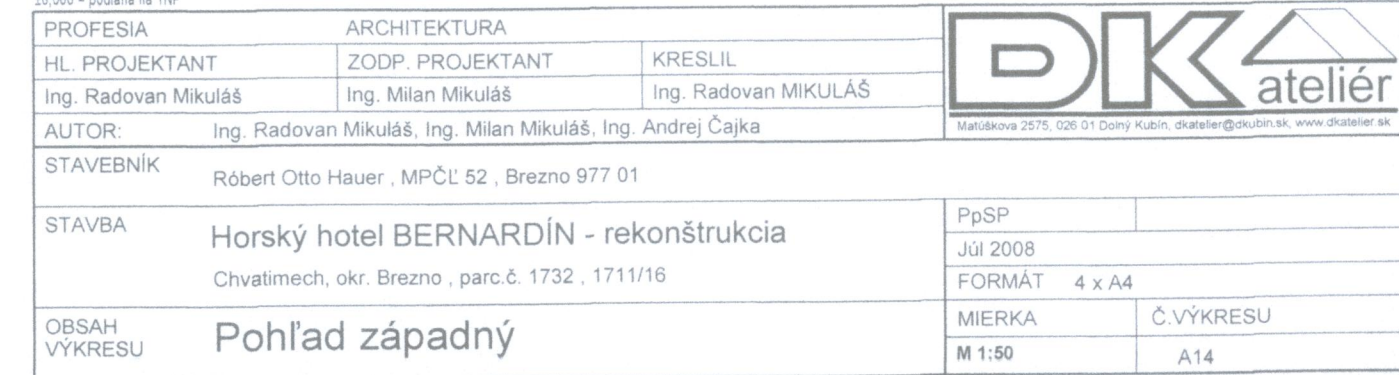 PROFESIA ARCHITEKTURA
HL. PROJEKTANT ZODP. PROJEKTANT KRESLIL
Ing. Radovan Mikuláš Ing. Milan Mikuláš Ing. Radovan MIKULÁŠ
AUTOR: Ing. Radovan Mikuláš, Ing. Milan Mikuláš, Ing. Andrej Čajka
DK ateliér
Matúškova 2575, 026 01 Dolný Kubín, dkatelier@dkubin.sk, www.dkatelier.sk
STAVEBNÍK Róbert Otto Hauer , MPČĽ 52 , Brezno 977 01
STAVBA Horský hotel BERNARDÍN - rekonštrukcia
Chvatimech, okr. Brezno , parc.č. 1732 , 1711/16
PpSP
Júl 2008
FORMÁT 4 x A4
OBSAH
VÝKRESU Pohľad západný
MIERKA Č.VÝKRESU
M 1:50 A14